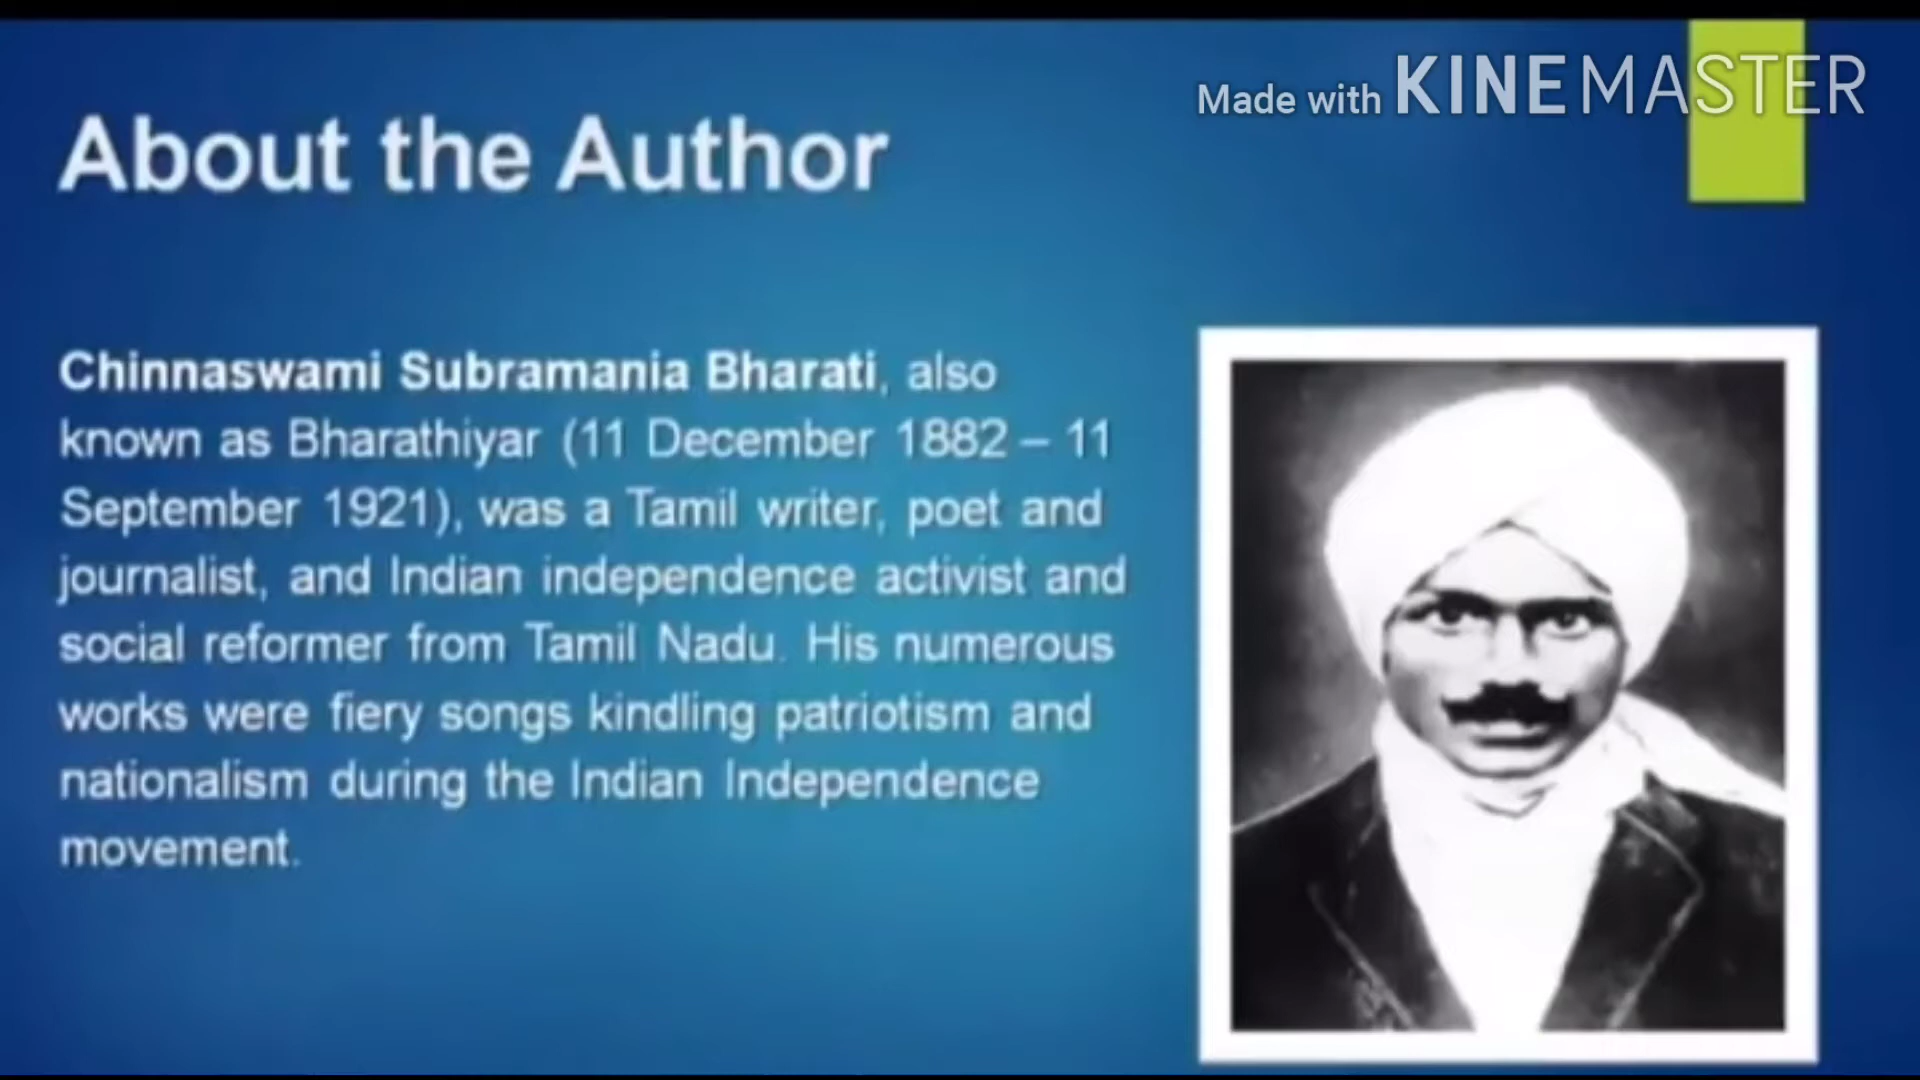 Made with KINEMASTER
About the Author
Chinnaswami Subramania Bharati, also
known as Bharathiyar (11 December 1882 – 11
September 1921), was a Tamil writer, poet and
journalist, and Indian independence activist and
social reformer from Tamil Nadu. His numerous
works were fiery songs kindling patriotism and
nationalism during the Indian Independence
movement.